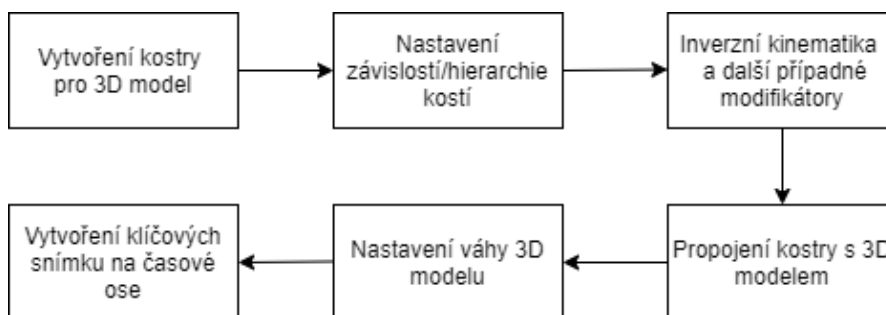 Vytvoření kostry
pro 3D model
Nastavení
závislostí/hierarchie
kostí
Inverzní kinematika
a další případné
modifikátory
Propojení kostry s 3D
modelem
Nastavení váhy 3D
modelu
Vytvoření klíčových
snímku na časové
ose